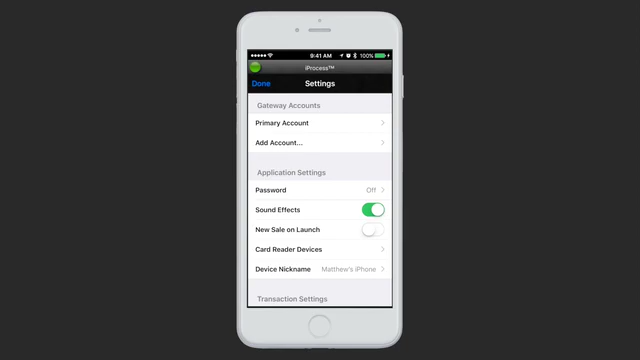 9:41 AM 100%
iProcess™
Done Settings
Gateway Accounts
Primary Account
Add Account...
Application Settings
Password Off
Sound Effects
New Sale on Launch
Card Reader Devices
Device Nickname Matthew's iPhone
Transaction Settings